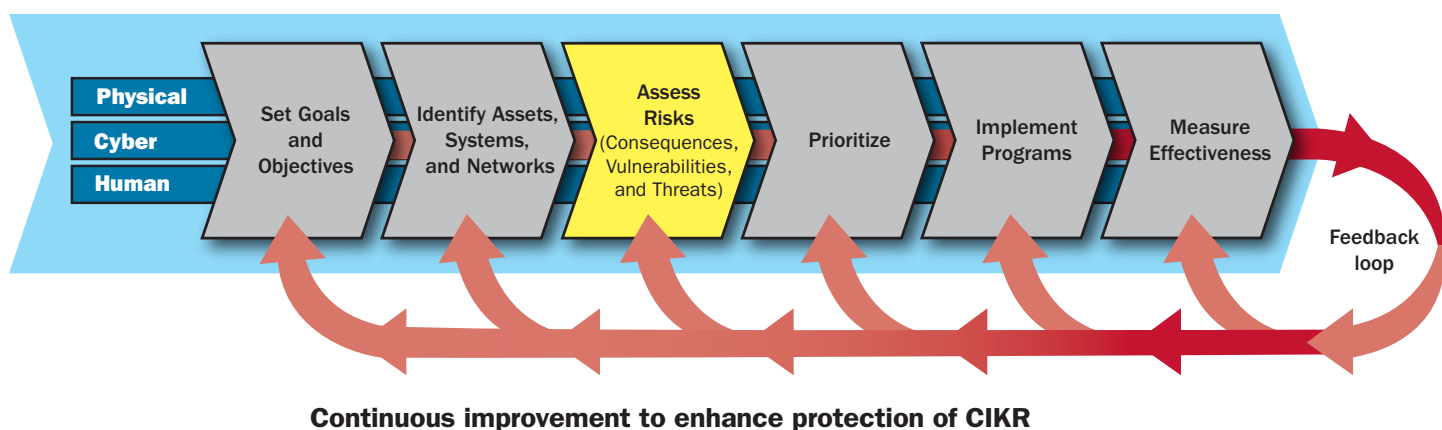 Physical
Cyber
Human
Set Goals
and
Objectives
Identify Assets,
Systems,
and Networks
Assess
Risks
(Consequences,
Vulnerabilities,
and Threats)
Prioritize
Implement
Programs
Measure
Effectiveness
Feedback
loop
Continuous improvement to enhance protection of CIKR